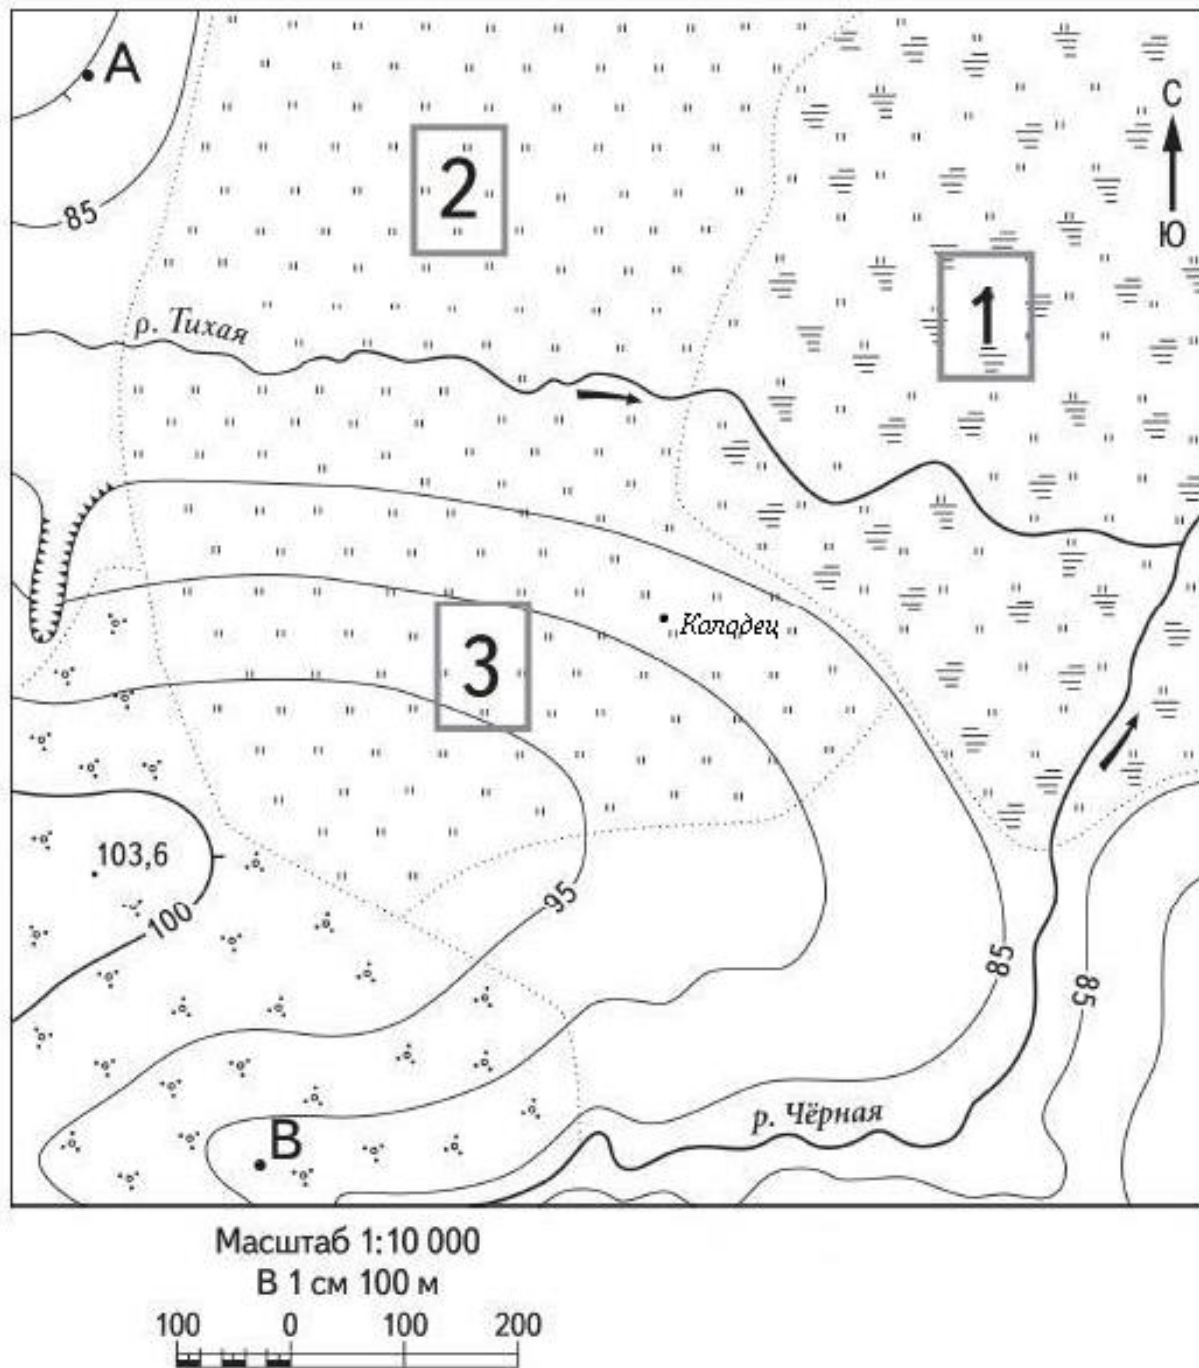 А
С
2
85
Ю
1
р. Тихая
Колодец
3
103,6
100
95
85
85
р. Чёрная
В
Масштаб 1:10 000
В 1 см 100 м
100 0 100 200